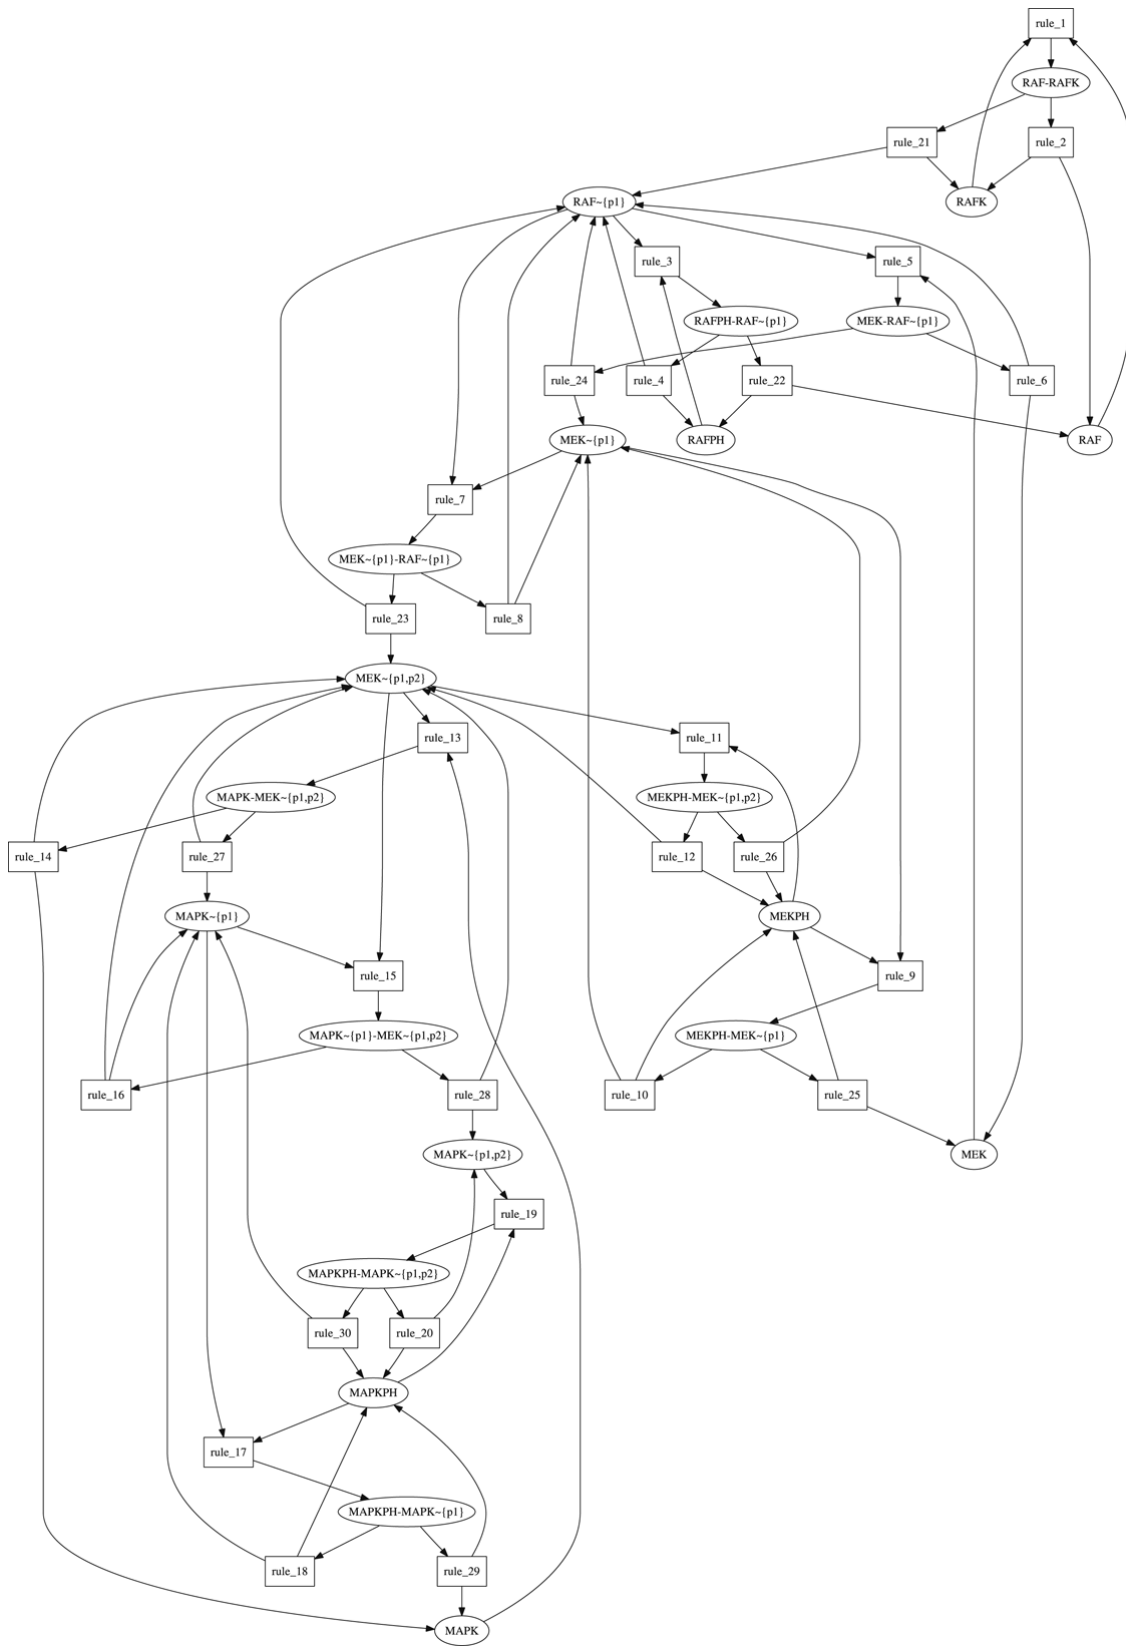 rule_1
RAF-RAFK
rule_21
rule_2
RAF~{p1}
RAFK
rule_3
rule_5
RAFPH-RAF~{p1}
MEK-RAF~{p1}
rule_24
rule_4
rule_22
rule_6
MEK~{p1}
RAFPH
RAF
rule_7
MEK~{p1}-RAF~{p1}
rule_23
rule_8
MEK~{p1,p2}
rule_13
rule_11
MAPK-MEK~{p1,p2}
MEKPH-MEK~{p1,p2}
rule_14
rule_27
rule_12
rule_26
MAPK~{p1}
MEKPH
rule_15
rule_9
MAPK~{p1}-MEK~{p1,p2}
MEKPH-MEK~{p1}
rule_16
rule_28
rule_10
rule_25
MAPK~{p1,p2}
MEK
rule_19
MAPKPH-MAPK~{p1,p2}
rule_30
rule_20
MAPKPH
rule_17
MAPKPH-MAPK~{p1}
rule_18
rule_29
MAPK